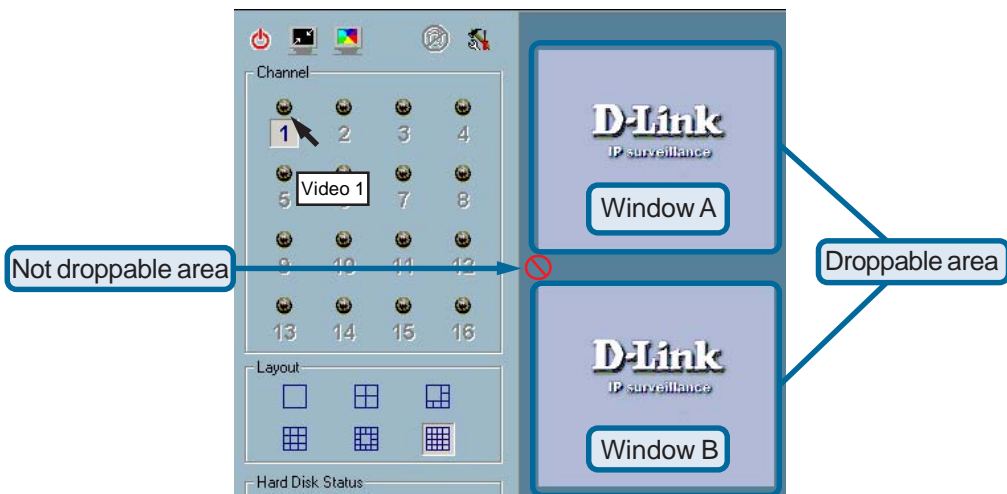 Channel
1 2 3 4
Video 1
5 7 8
9 10 11 12
13 14 15 16
Layout
Hard Disk Status
D-Link
IP surveillance
Window A
Not droppable area
Droppable area
D-Link
IP surveillance
Window B